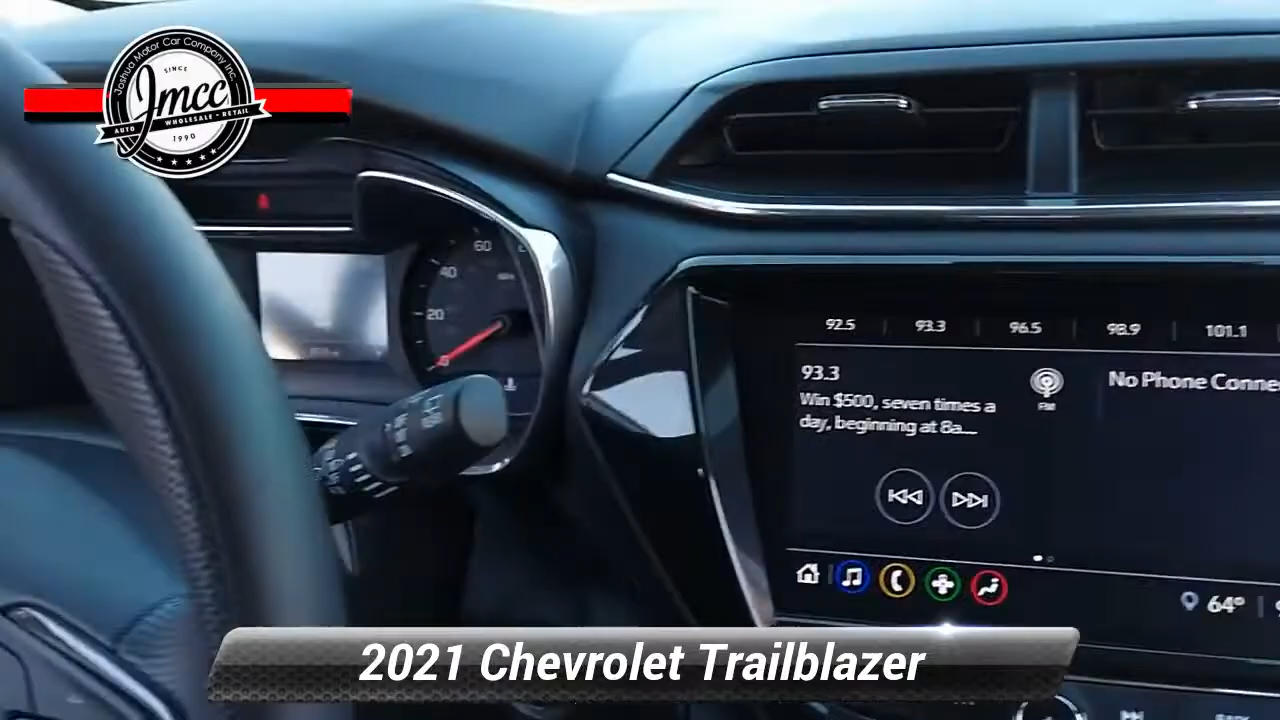 Joshua Motor Car Company Inc.
SINCE
Jmcc
AUTO WHOLESALE - RETAIL
1990
60
40
20
0
92.5 | 93.3 | 96.5 | 98.9 | 101.1
93.3
Win $500, seven times a
day, beginning at 8a...
FM
No Phone Conne
64°
2021 Chevrolet Trailblazer